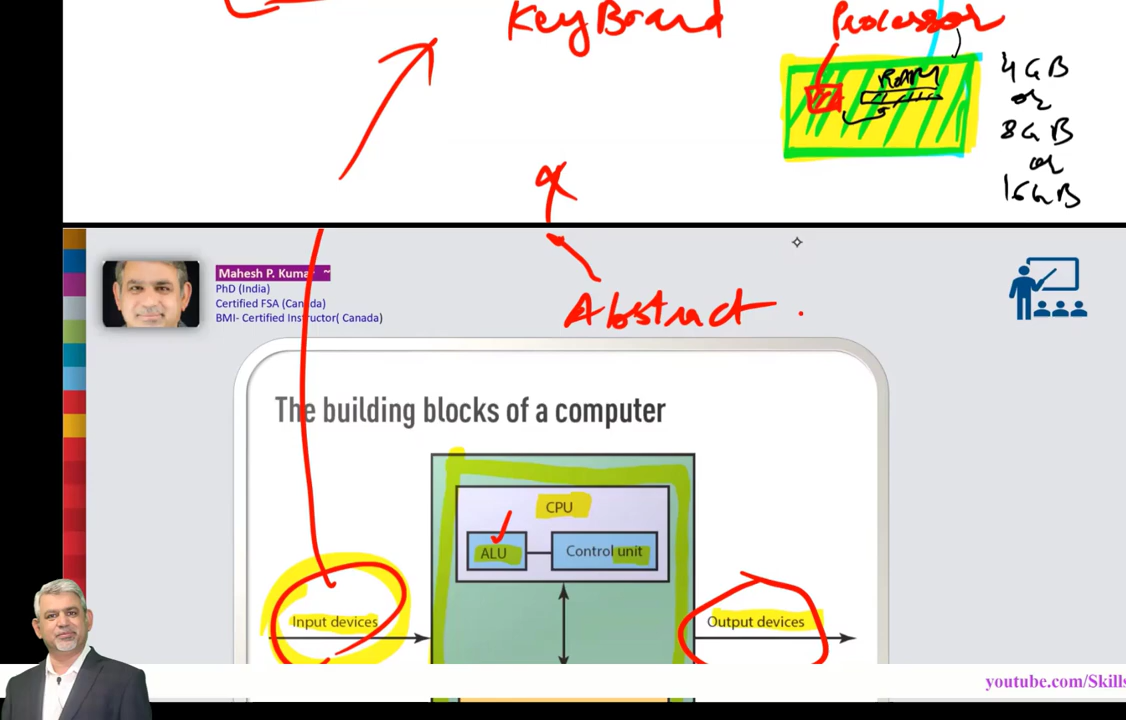 KeyBoard
Processor
RAM
4GB
or
8GB
or
16GB
Mahesh P. Kumar ~
PhD (India)
Certified FSA (Canada)
BMI- Certified Instructor( Canada)
Abstract .
The building blocks of a computer
CPU
ALU
Control unit
Input devices
Output devices
youtube.com/Skills